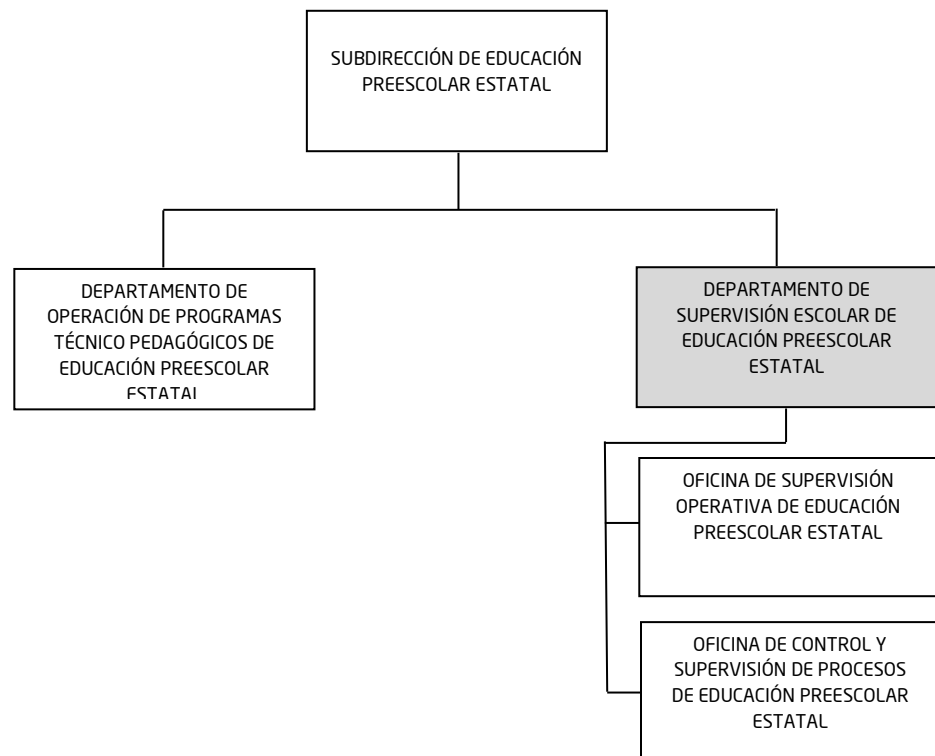 SUBDIRECCIÓN DE EDUCACIÓN
PREESCOLAR ESTATAL
DEPARTAMENTO DE
OPERACIÓN DE PROGRAMAS
TÉCNICO PEDAGÓGICOS DE
EDUCACIÓN PREESCOLAR
ESTATAL
DEPARTAMENTO DE
SUPERVISIÓN ESCOLAR DE
EDUCACIÓN PREESCOLAR
ESTATAL
OFICINA DE SUPERVISIÓN
OPERATIVA DE EDUCACIÓN
PREESCOLAR ESTATAL
OFICINA DE CONTROL Y
SUPERVISIÓN DE PROCESOS
DE EDUCACIÓN PREESCOLAR
ESTATAL